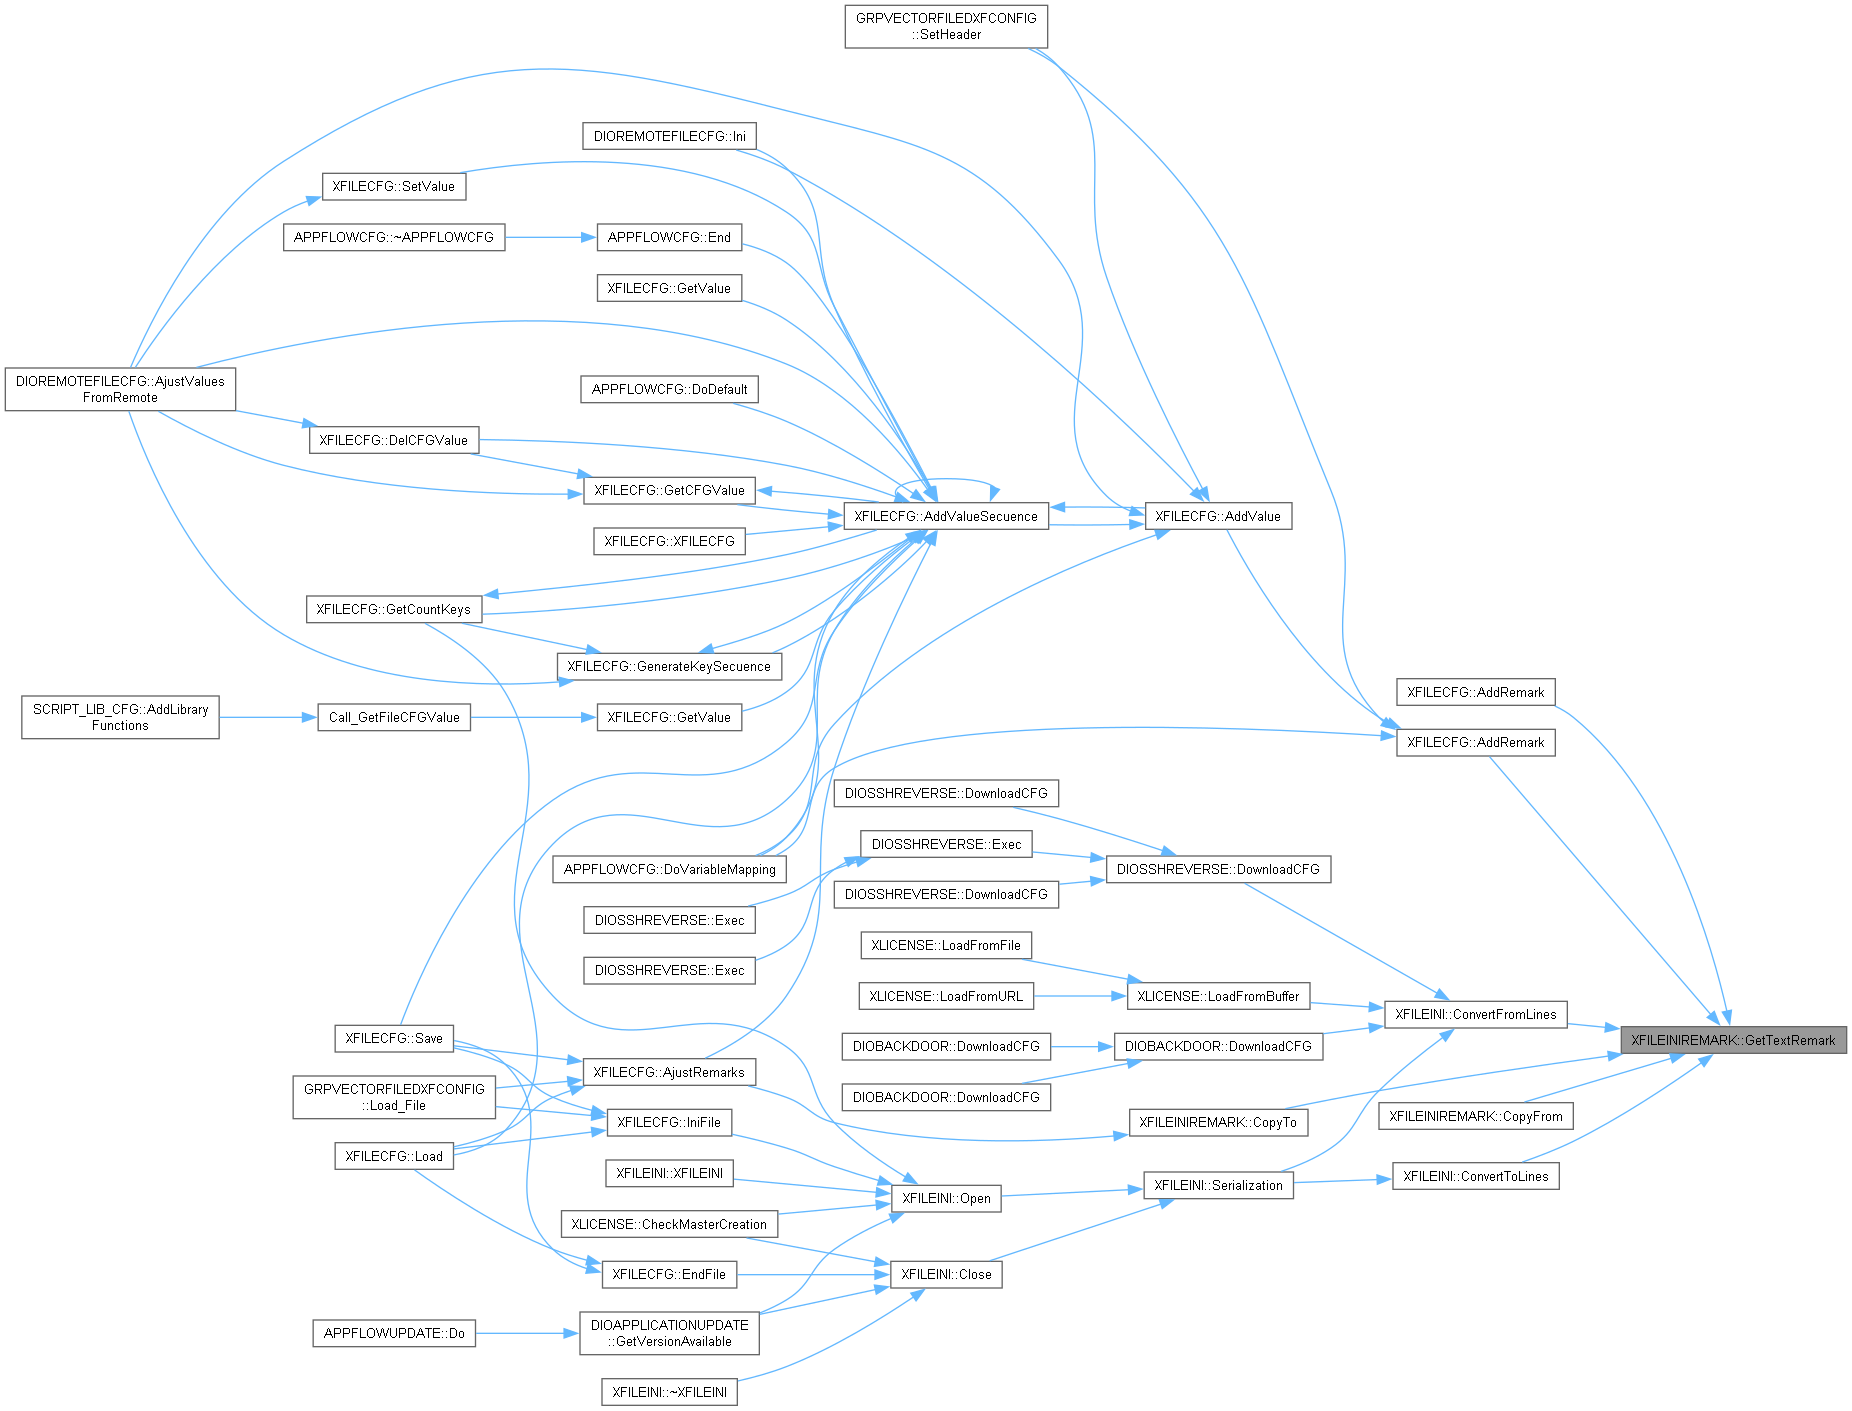 GRPVECTORFILEDXFCONFIG
::SetHeader
DIOREMOTEFILECFG::Ini
XFILECFG::SetValue
APPFLOWCFG::~APPFLOWCFG
APPFLOWCFG::End
XFILECFG::GetValue
DIOREMOTEFILECFG::AjustValues
FromRemote
APPFLOWCFG::DoDefault
XFILECFG::DelCFGValue
XFILECFG::GetCFGValue
XFILECFG::AddValueSecuence
XFILECFG::AddValue
XFILECFG::XFILECFG
XFILECFG::GetCountKeys
XFILECFG::GenerateKeySecuence
XFILECFG::AddRemark
SCRIPT_LIB_CFG::AddLibrary
Functions
Call_GetFileCFGValue
XFILECFG::GetValue
XFILECFG::AddRemark
DIOSSHREVERSE::DownloadCFG
DIOSSHREVERSE::Exec
APPFLOWCFG::DoVariableMapping
DIOSSHREVERSE::DownloadCFG
DIOSSHREVERSE::DownloadCFG
DIOSSHREVERSE::Exec
XLICENSE::LoadFromFile
DIOSSHREVERSE::Exec
XLICENSE::LoadFromURL
XLICENSE::LoadFromBuffer
XFILEINI::ConvertFromLines
XFILECFG::Save
DIOBACKDOOR::DownloadCFG
DIOBACKDOOR::DownloadCFG
XFILEINIREMARK::GetTextRemark
XFILECFG::AjustRemarks
GRPVECTORFILEDXFCONFIG
::Load_File
DIOBACKDOOR::DownloadCFG
XFILECFG::IniFile
XFILEINIREMARK::CopyTo
XFILEINIREMARK::CopyFrom
XFILECFG::Load
XFILEINI::XFILEINI
XFILEINI::Open
XFILEINI::Serialization
XFILEINI::ConvertToLines
XLICENSE::CheckMasterCreation
XFILECFG::EndFile
XFILEINI::Close
APPFLOWUPDATE::Do
DIOAPPLICATIONUPDATE
::GetVersionAvailable
XFILEINI::~XFILEINI